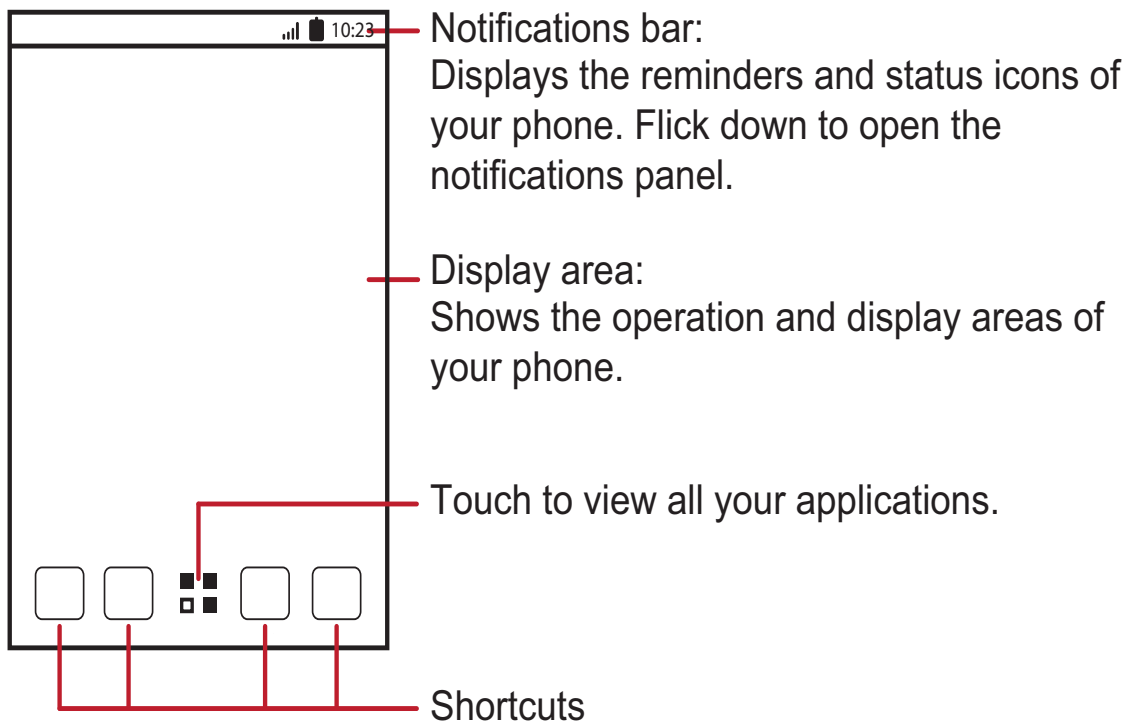 10:23
Notifications bar:
Displays the reminders and status icons of
your phone. Flick down to open the
notifications panel.
Display area:
Shows the operation and display areas of
your phone.
Touch to view all your applications.
Shortcuts